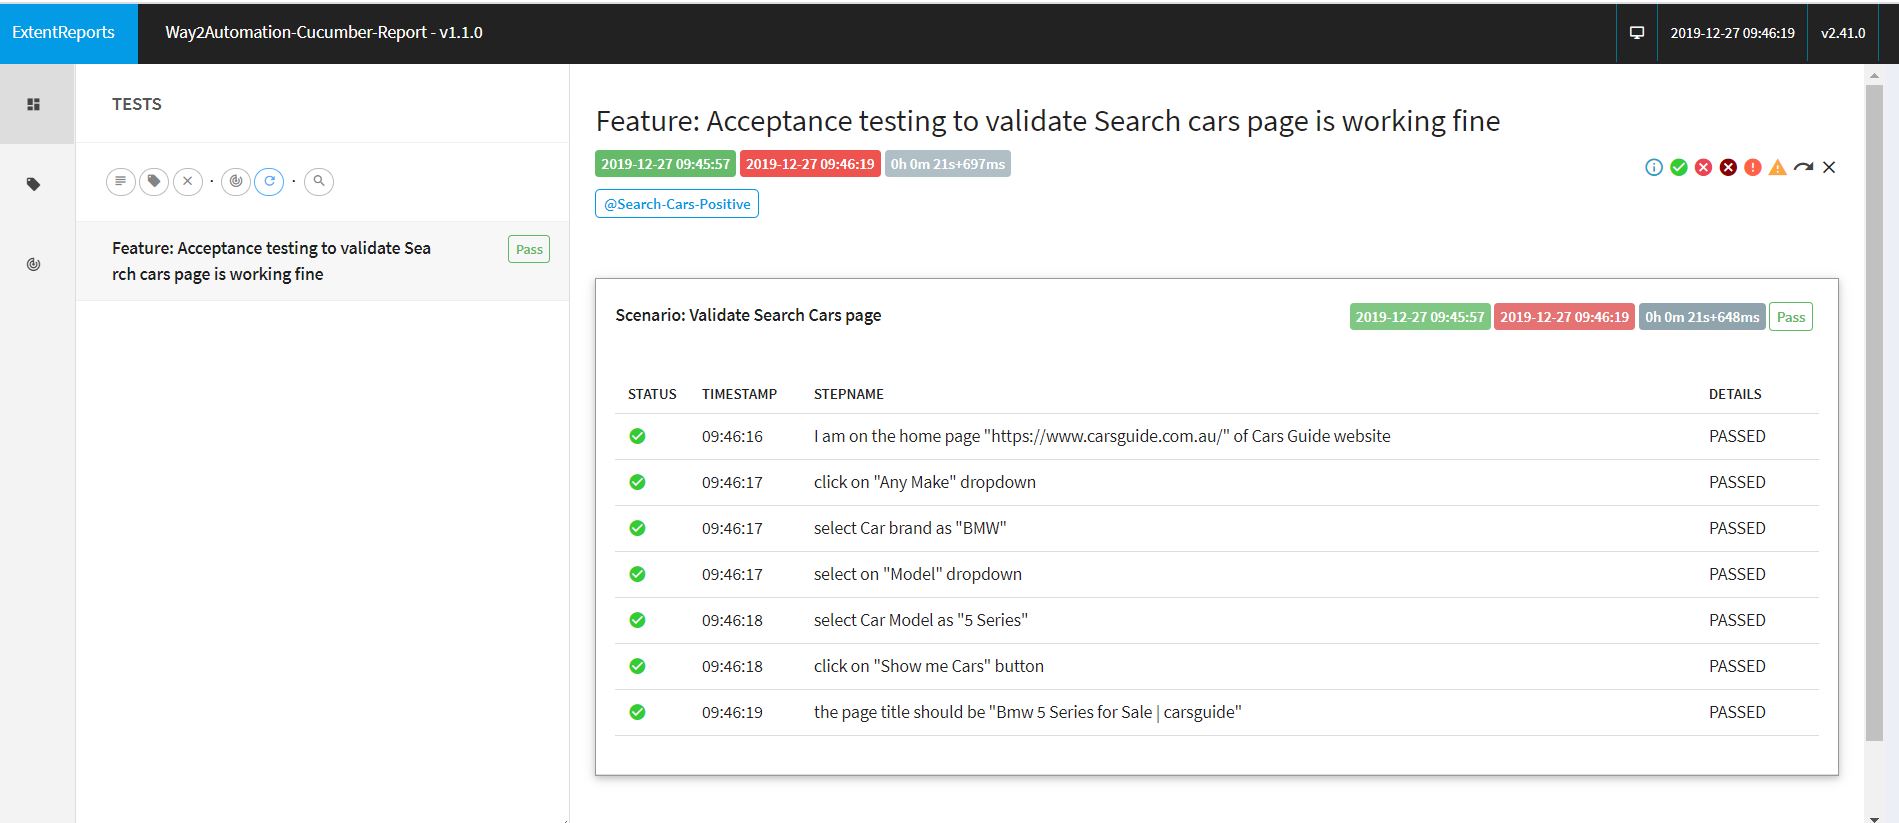 ExtentReports
Way2Automation-Cucumber-Report - v1.1.0
2019-12-27 09:46:19
v2.41.0
TESTS
Feature: Acceptance testing to validate Sea
rch cars page is working fine
Pass
Feature: Acceptance testing to validate Search cars page is working fine
2019-12-27 09:45:57 2019-12-27 09:46:19 0h 0m 21s+697ms
@Search-Cars-Positive
Scenario: Validate Search Cars page
2019-12-27 09:45:57 2019-12-27 09:46:19 0h 0m 21s+648ms Pass
STATUS TIMESTAMP STEPNAME DETAILS
09:46:16 I am on the home page "https://www.carsguide.com.au/" of Cars Guide website PASSED
09:46:17 click on "Any Make" dropdown PASSED
09:46:17 select Car brand as "BMW" PASSED
09:46:17 select on "Model" dropdown PASSED
09:46:18 select Car Model as "5 Series" PASSED
09:46:18 click on "Show me Cars" button PASSED
09:46:19 the page title should be "Bmw 5 Series for Sale | carsguide" PASSED